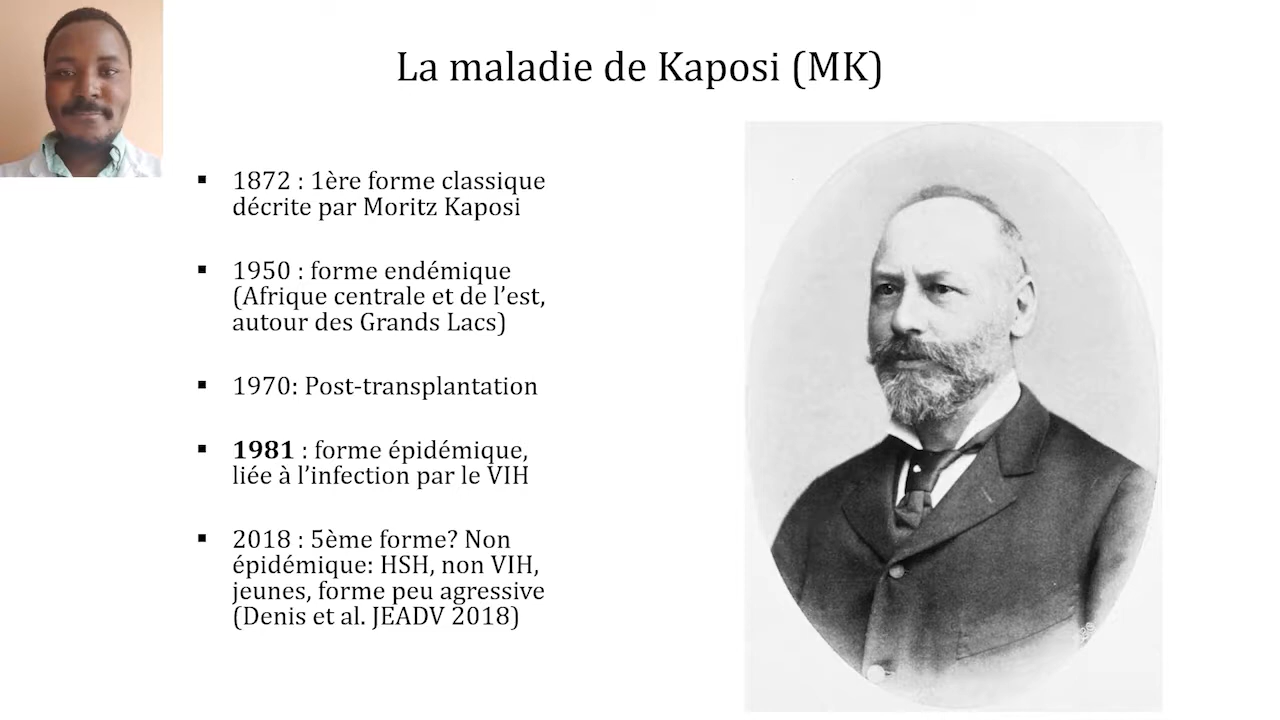 La maladie de Kaposi (MK)
▪ 1872 : 1ère forme classique
décrite par Moritz Kaposi
▪ 1950 : forme endémique
(Afrique centrale et de l’est,
autour des Grands Lacs)
▪ 1970: Post-transplantation
▪ 1981 : forme épidémique,
liée à l’infection par le VIH
▪ 2018 : 5ème forme? Non
épidémique: HSH, non VIH,
jeunes, forme peu agressive
(Denis et al. JEADV 2018)